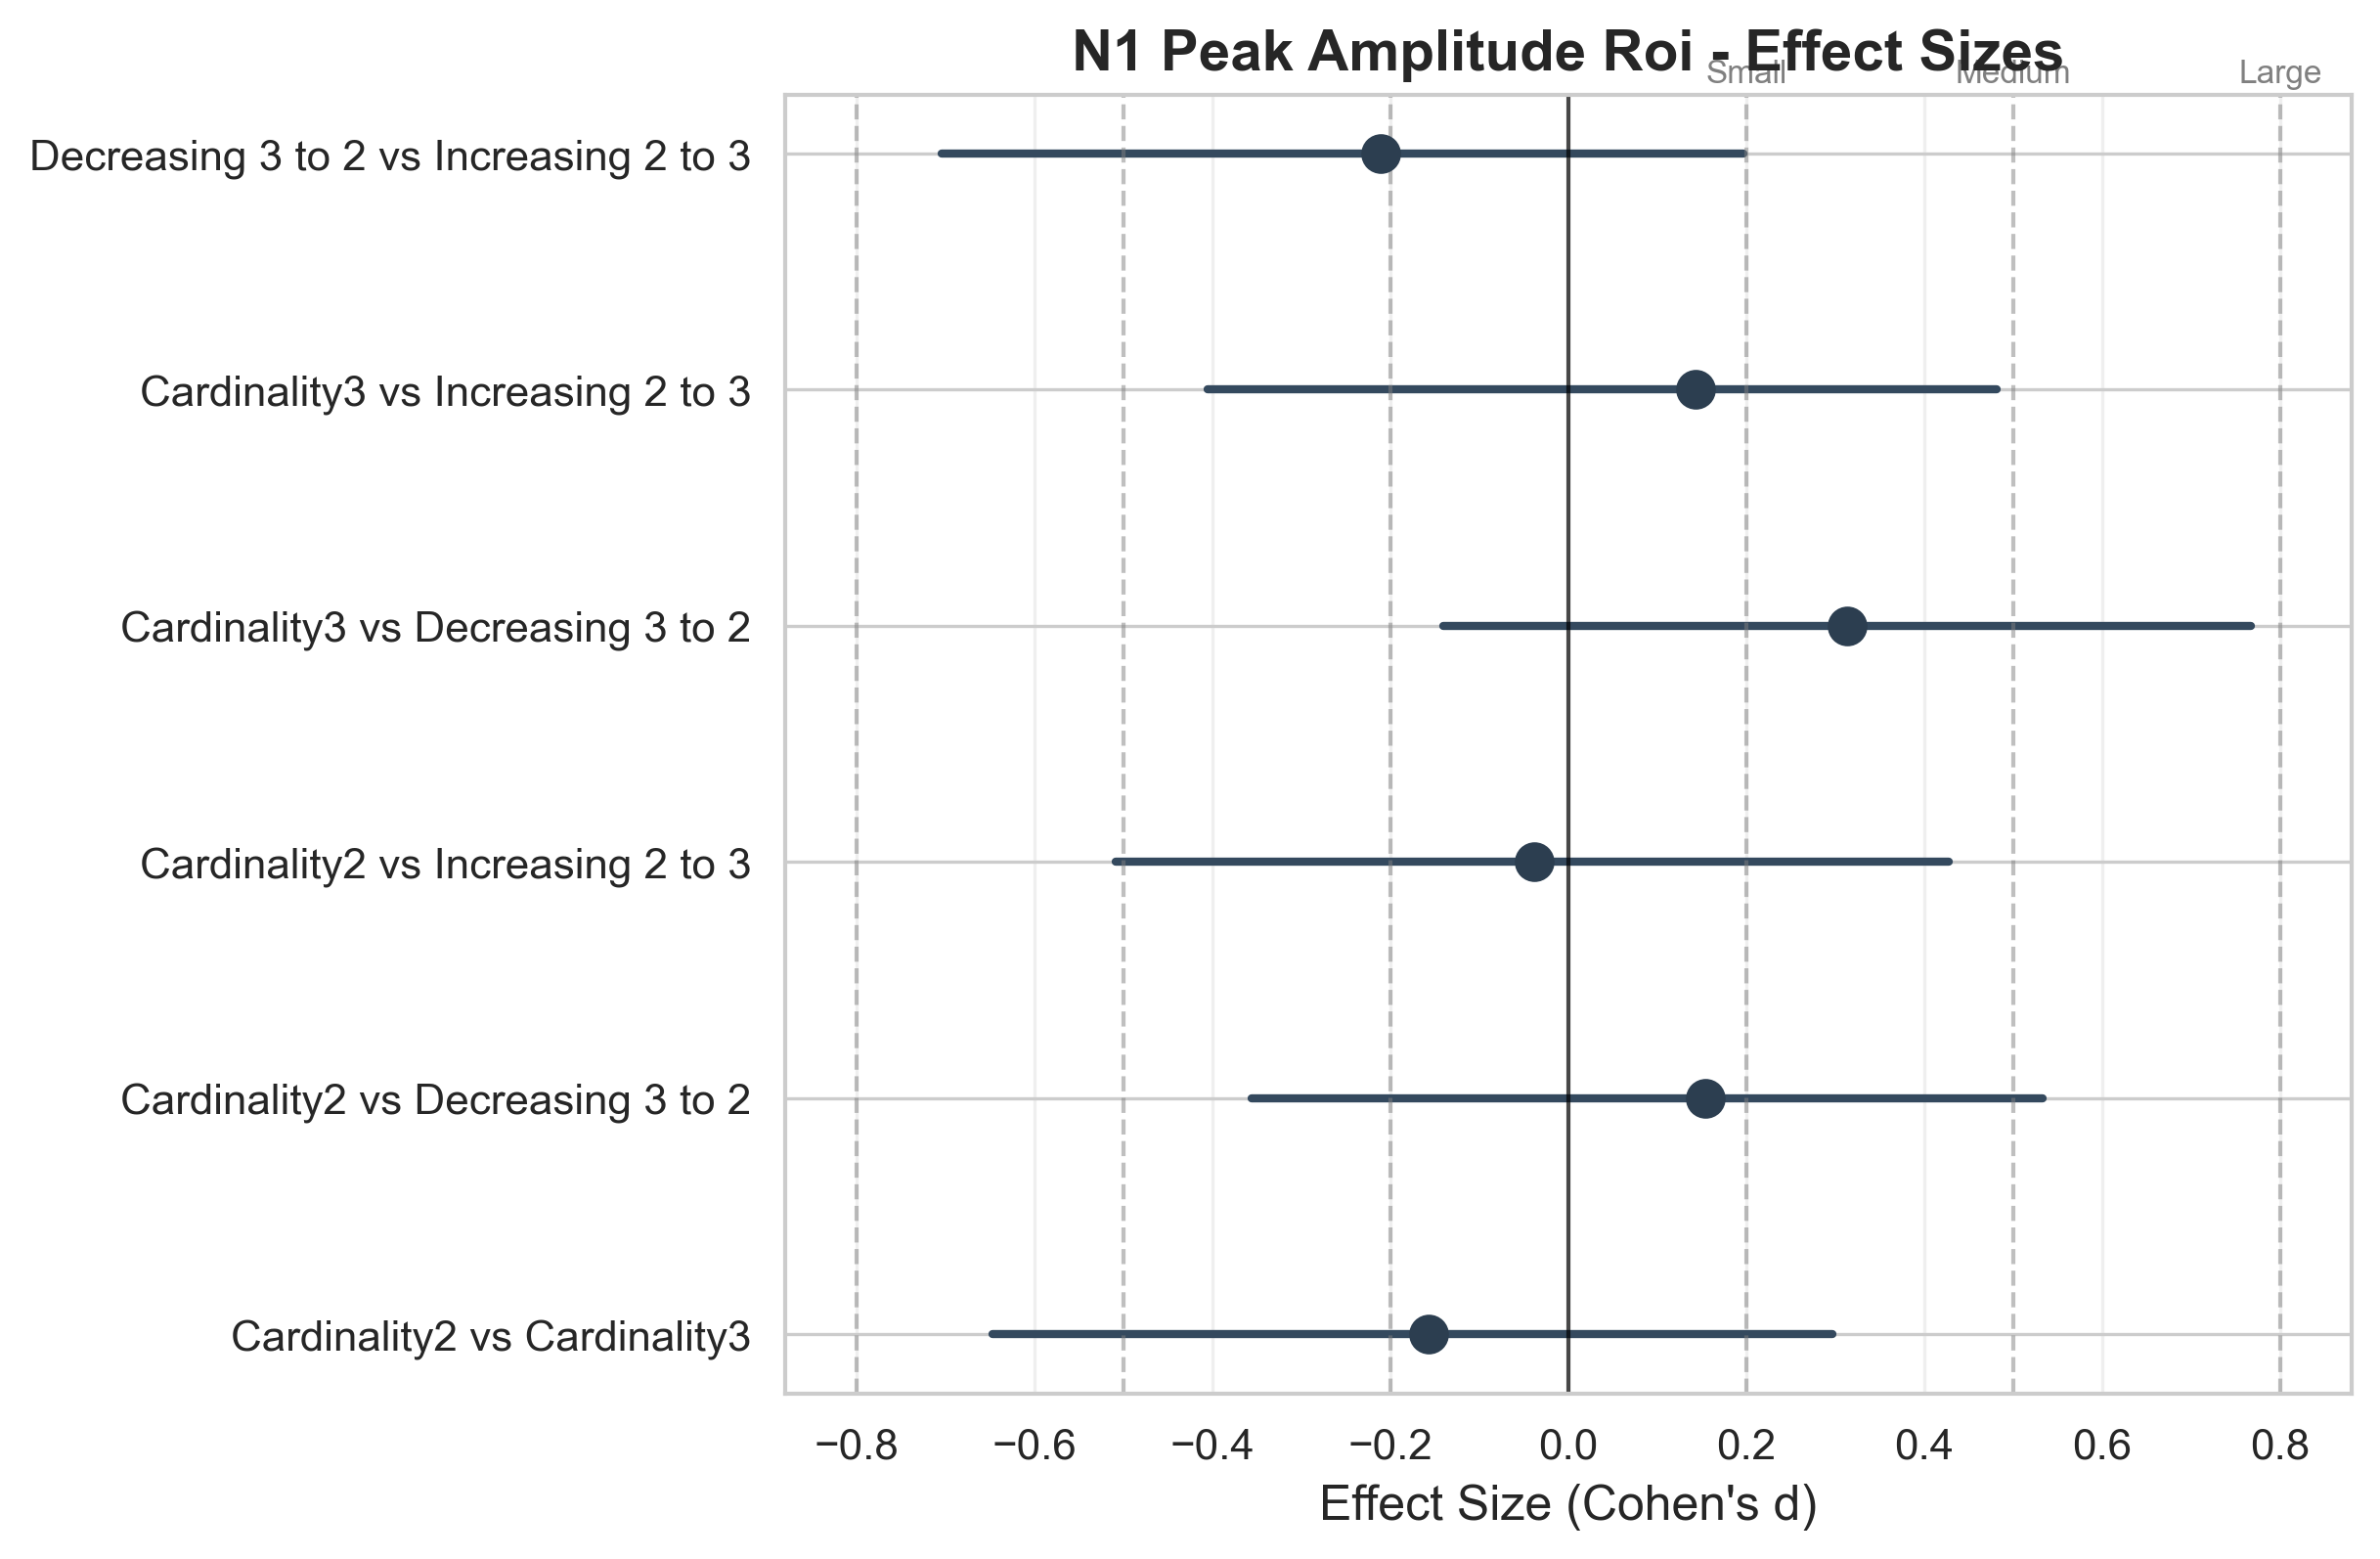 N1 Peak Amplitude Roi - Effect Sizes
Small Medium Large
Decreasing 3 to 2 vs Increasing 2 to 3
Cardinality3 vs Increasing 2 to 3
Cardinality3 vs Decreasing 3 to 2
Cardinality2 vs Increasing 2 to 3
Cardinality2 vs Decreasing 3 to 2
Cardinality2 vs Cardinality3
−0.8 −0.6 −0.4 −0.2 0.0 0.2 0.4 0.6 0.8
Effect Size (Cohen's d)